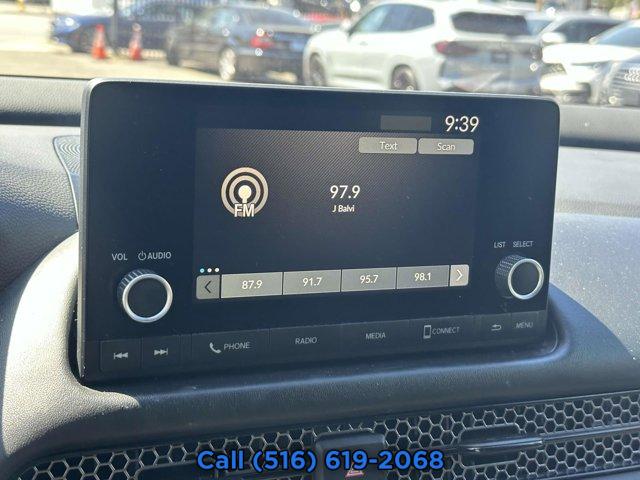 9:39
Text Scan
FM
97.9
J Balvi
VOL AUDIO
LIST SELECT
87.9 91.7 95.7 98.1
PHONE RADIO MEDIA CONNECT MENU
Call (516) 619-2068